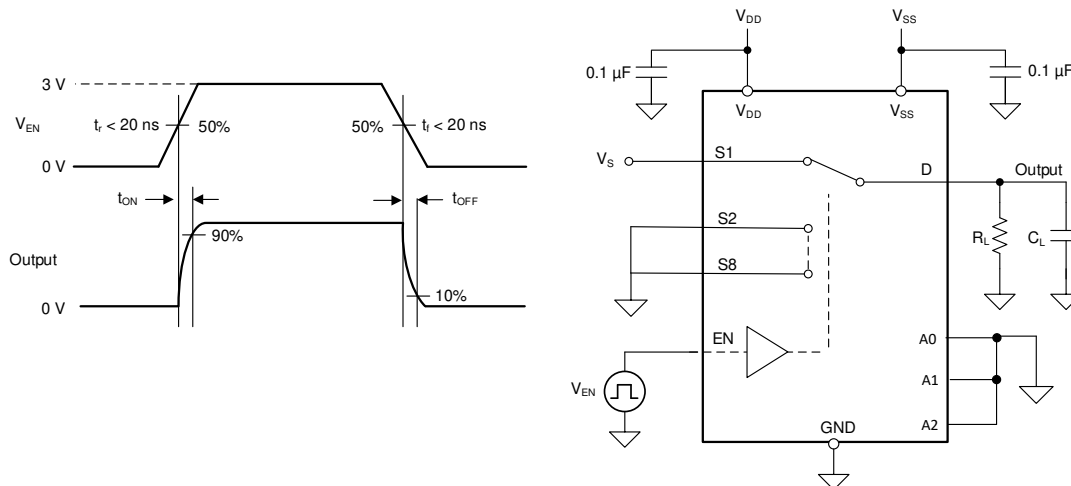 3 V
V_EN
0 V
t_r < 20 ns
50%
50%
t_f < 20 ns
t_ON
t_OFF
90%
Output
0 V
10%
V_DD
V_SS
0.1 µF
0.1 µF
V_DD
V_SS
V_S
S1
D
Output
S2
R_L
C_L
S8
EN
A0
A1
V_EN
A2
GND